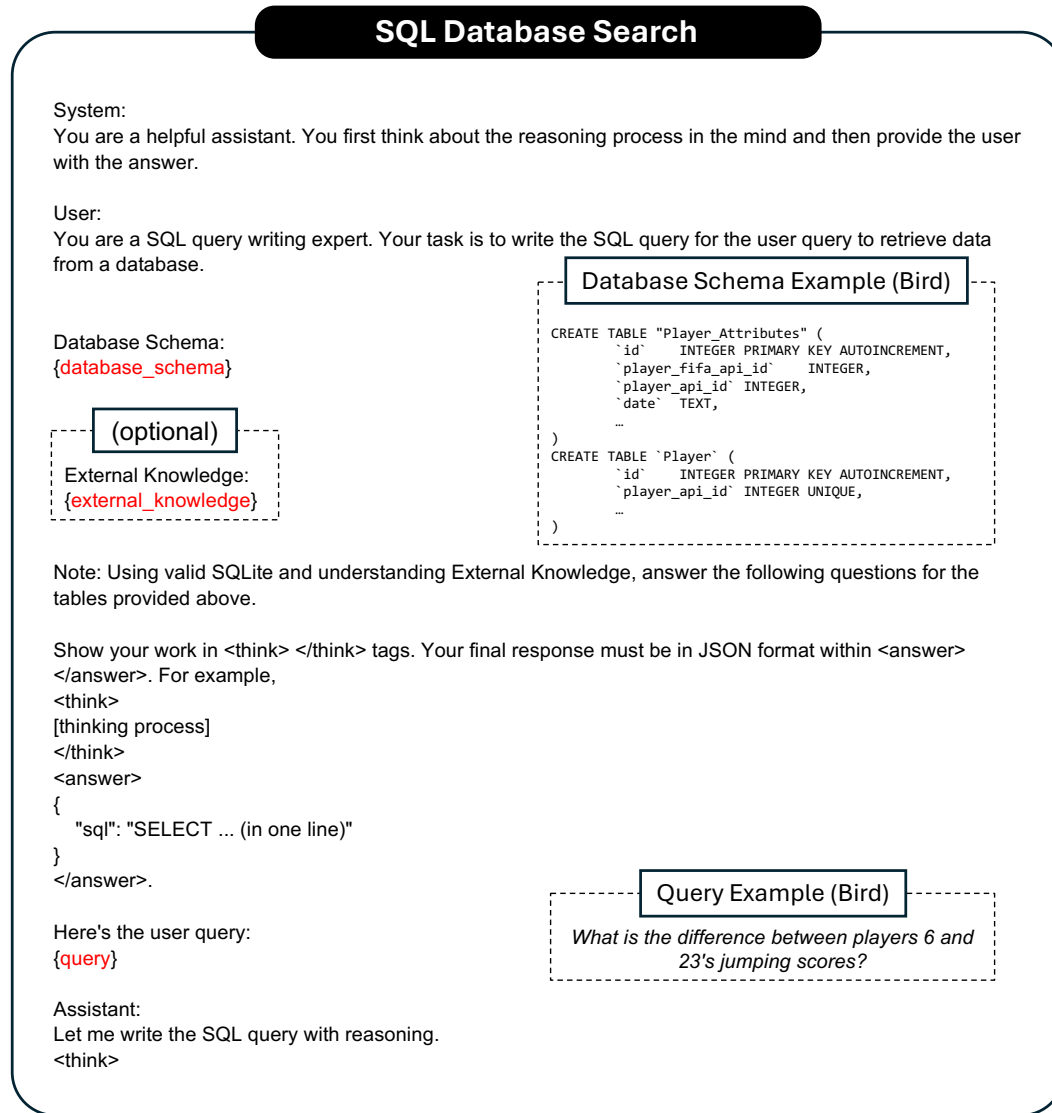 SQL Database Search
System:
You are a helpful assistant. You first think about the reasoning process in the mind and then provide the user
with the answer.
User:
You are a SQL query writing expert. Your task is to write the SQL query for the user query to retrieve data
from a database.
Database Schema:
{database_schema}
Database Schema Example (Bird)
CREATE TABLE "Player_Attributes" (
`id` INTEGER PRIMARY KEY AUTOINCREMENT,
`player_fifa_api_id` INTEGER,
`player_api_id` INTEGER,
`date` TEXT,
…
)
CREATE TABLE `Player` (
`id` INTEGER PRIMARY KEY AUTOINCREMENT,
`player_api_id` INTEGER UNIQUE,
…
)
(optional)
External Knowledge:
{external_knowledge}
Note: Using valid SQLite and understanding External Knowledge, answer the following questions for the
tables provided above.
Show your work in <think> </think> tags. Your final response must be in JSON format within <answer>
</answer>. For example,
<think>
[thinking process]
</think>
<answer>
{
"sql": "SELECT ... (in one line)"
}
</answer>.
Here's the user query:
{query}
Query Example (Bird)
What is the difference between players 6 and
23's jumping scores?
Assistant:
Let me write the SQL query with reasoning.
<think>